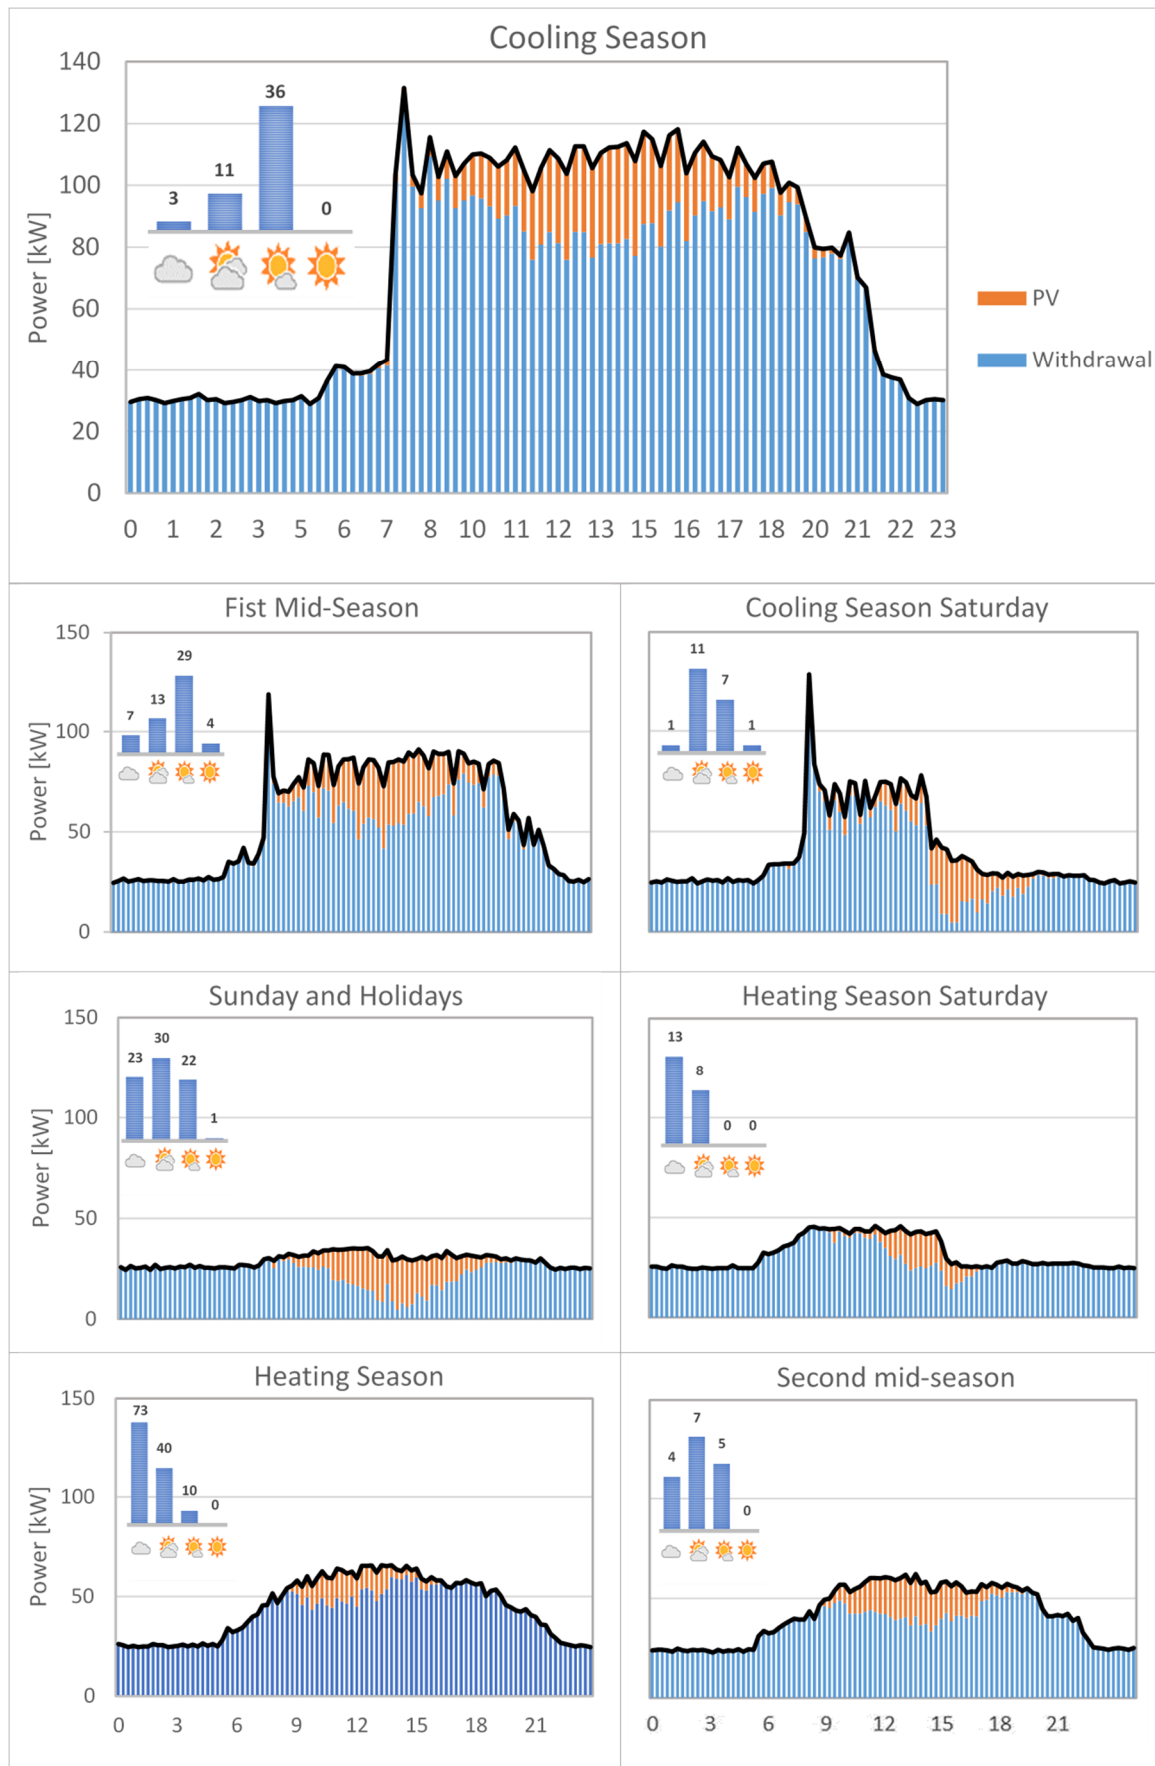 Cooling Season
140
120
100
80
60
40
20
0
Power [kW]
36
11
3
0
PV
Withdrawal
0 1 2 3 5 6 7 8 10 11 12 13 15 16 17 18 20 21 22 23
Fist Mid-Season
150
100
50
0
Power [kW]
29
13
7
4
Cooling Season Saturday
11
7
1
1
Sunday and Holidays
150
100
50
0
Power [kW]
30
23
22
1
Heating Season Saturday
13
8
0 0
Heating Season
150
100
50
0
Power [kW]
73
40
10
0
0 3 6 9 12 15 18 21
Second mid-season
7
4
5
0
0 3 6 9 12 15 18 21